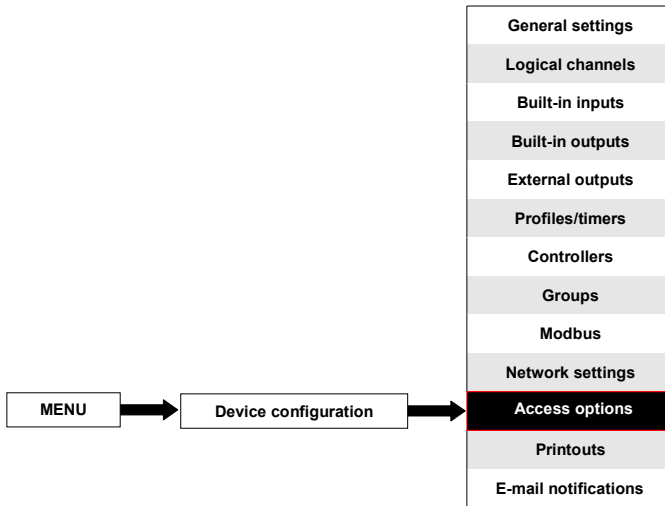 General settings
Logical channels
Built-in inputs
Built-in outputs
External outputs
Profiles/timers
Controllers
Groups
Modbus
Network settings
MENU
Device configuration
Access options
Printouts
E-mail notifications